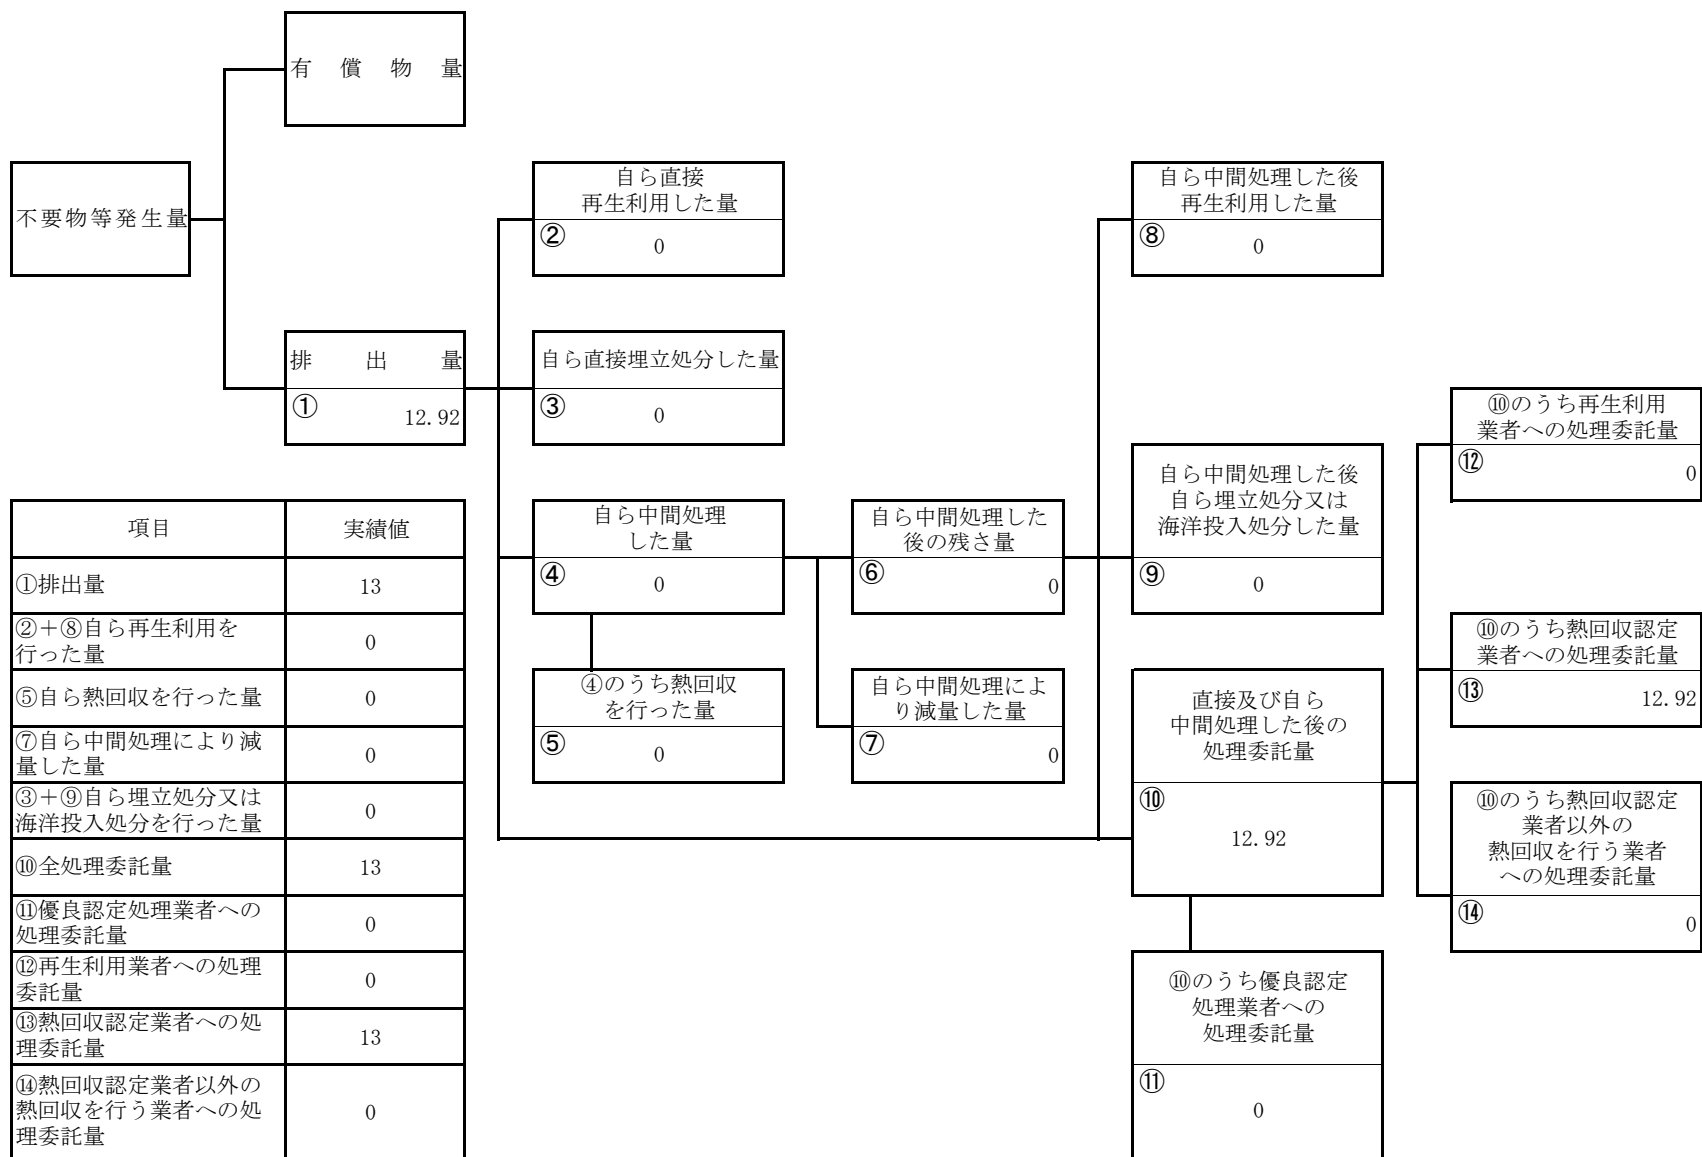 有償物量
不要物等発生量
排出量
①
12.92
自ら直接
再生利用した量
②
0
自ら直接埋立処分した量
③
0
自ら中間処理
した量
④
0
④のうち熱回収
を行った量
⑤
0
自ら中間処理した
後の残さ量
⑥
0
自ら中間処理によ
り減量した量
⑦
0
自ら中間処理した後
再生利用した量
⑧
0
自ら中間処理した後
自ら埋立処分又は
海洋投入処分した量
⑨
0
直接及び自ら
中間処理した後の
処理委託量
⑩
12.92
⑩のうち優良認定
処理業者への
処理委託量
⑪
0
⑩のうち再生利用
業者への処理委託量
⑫
0
⑩のうち熱回収認定
業者への処理委託量
⑬
12.92
⑩のうち熱回収認定
業者以外の
熱回収を行う業者
への処理委託量
⑭
0
項目 実績値
①排出量 13
②＋⑧自ら再生利用を
行った量 0
⑤自ら熱回収を行った量 0
⑦自ら中間処理により減
量した量 0
③＋⑨自ら埋立処分又は
海洋投入処分を行った量 0
⑩全処理委託量 13
⑪優良認定処理業者への
処理委託量 0
⑫再生利用業者への処理
委託量 0
⑬熱回収認定業者への処
理委託量 13
⑭熱回収認定業者以外の
熱回収を行う業者への処
理委託量 0